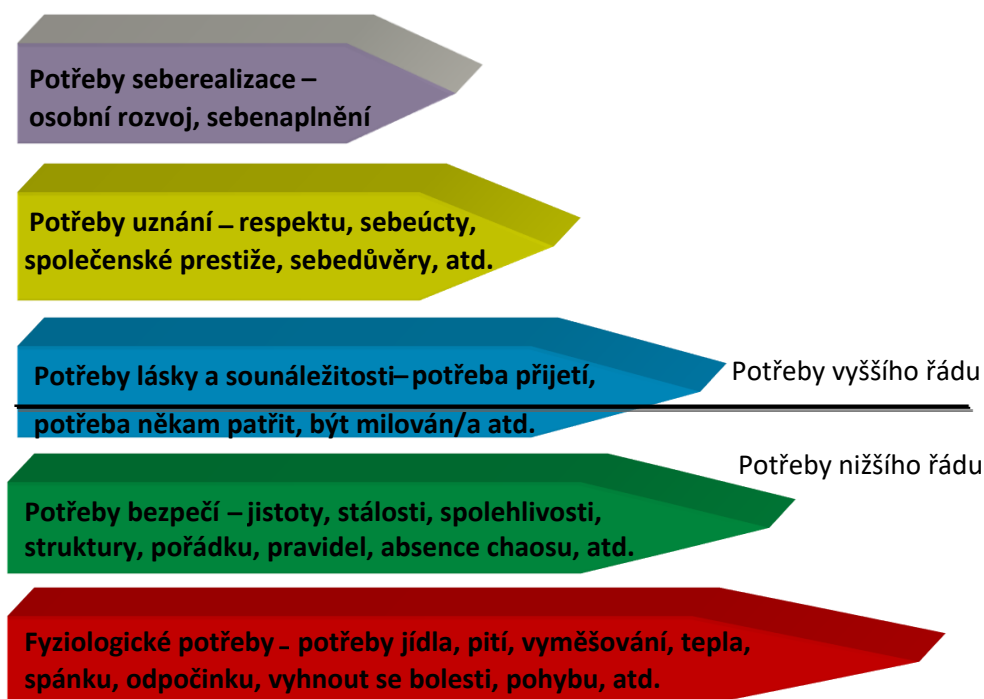 Potřeby seberealizace –
osobní rozvoj, sebenaplnění
Potřeby uznání – respektu, sebeúcty,
společenské prestiže, sebedůvěry, atd.
Potřeby lásky a sounáležitosti– potřeba přijetí,
potřeba někam patřit, být milován/a atd.
Potřeby vyššího řádu
Potřeby nižšího řádu
Potřeby bezpečí – jistoty, stálosti, spolehlivosti,
struktury, pořádku, pravidel, absence chaosu, atd.
Fyziologické potřeby – potřeby jídla, pití, vyměšování, tepla,
spánku, odpočinku, vyhnout se bolesti, pohybu, atd.